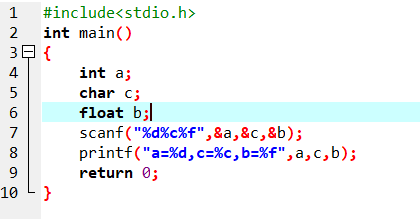 1 #include<stdio.h>
2 int main()
3 {
4 int a;
5 char c;
6 float b;
7 scanf("%d%c%f",&a,&c,&b);
8 printf("a=%d,c=%c,b=%f",a,c,b);
9 return 0;
10 }